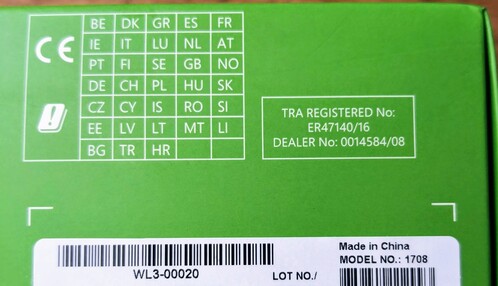 CE
BE DK GR ES FR
IE IT LU NL AT
PT FI SE GB NO
DE CH PL HU SK
CZ CY IS RO SI
EE LV LT MT LI
BG TR HR
TRA REGISTERED No:
ER47140/16
DEALER No: 0014584/08
WL3-00020
LOT NO./
Made in China
MODEL NO.: 1708